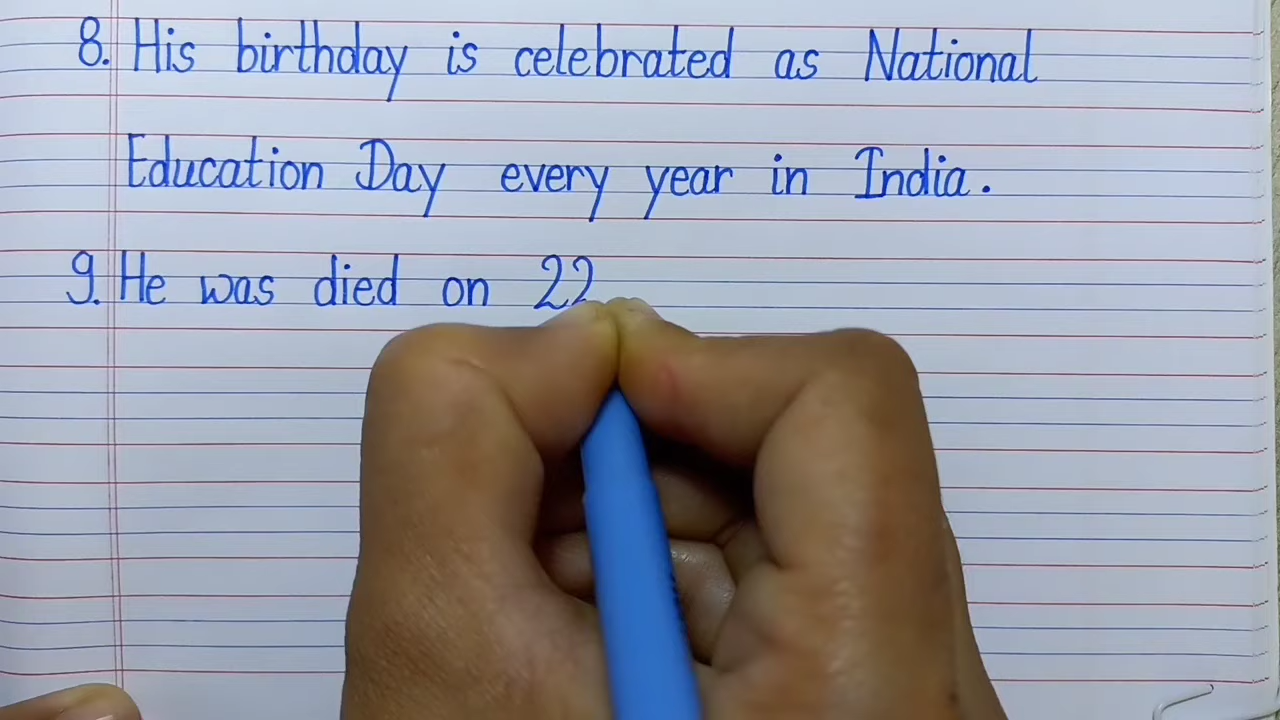 8. His birthday is celebrated as National
Education Day every year in India.
9. He was died on 22